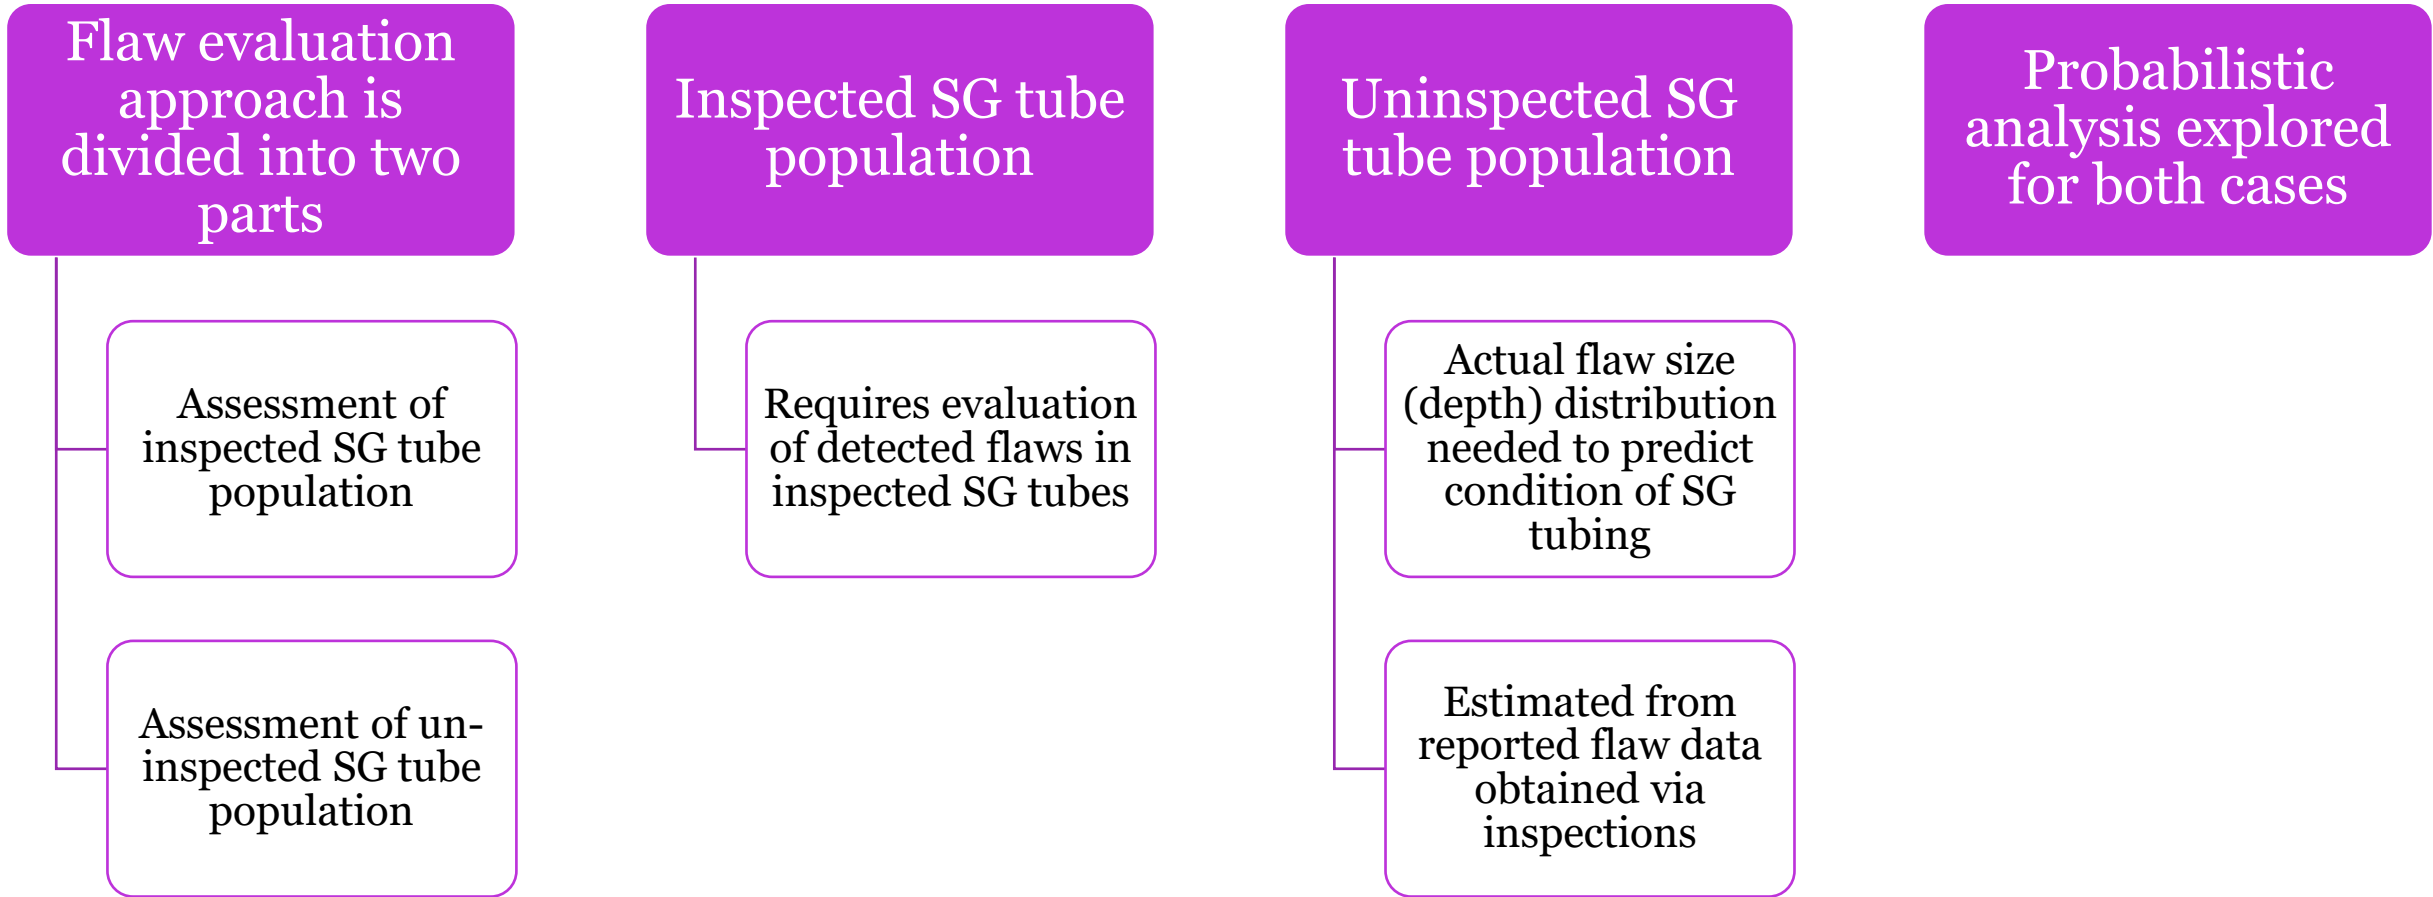 Flaw evaluation
approach is
divided into two
parts
Assessment of
inspected SG tube
population
Assessment of un-
inspected SG tube
population
Inspected SG tube
population
Requires evaluation
of detected flaws in
inspected SG tubes
Uninspected SG
tube population
Actual flaw size
(depth) distribution
needed to predict
condition of SG
tubing
Estimated from
reported flaw data
obtained via
inspections
Probabilistic
analysis explored
for both cases